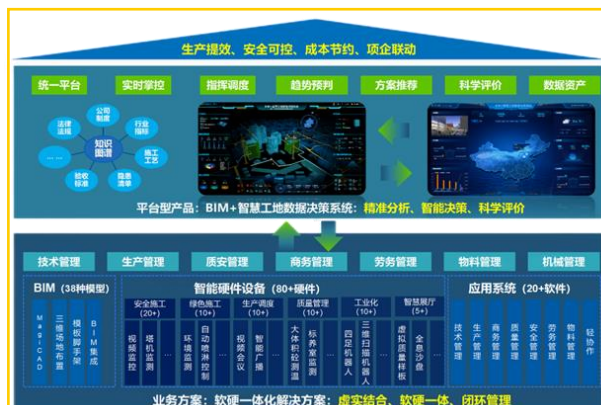 生产提效、安全可控、成本节约、项企联动
统一平台 实时掌控 指挥调度 趋势预判 方案推荐 科学评价 数据资产
公司制度
法律法规
行业指标
知识图谱
……
施工工艺
验收标准
隐患清单
平台型产品：BIM+智慧工地数据决策系统：精准分析、智能决策、科学评价
技术管理 生产管理 质安管理 商务管理 劳务管理 物料管理 机械管理
BIM（38种模型）
MagiCAD
三维场地布置
模板脚手架
BIM集成
智能硬件设备（80+硬件）
安全施工（20+）
视频监控
塔机监测
…
绿色施工（10+）
环境监测
自动喷淋控制
…
生产调度（10+）
视频会议
智能广播
…
质量管理（10+）
大体积砼测温
标养室监测
…
工业化（10+）
四足机器人
三维扫描机器人
…
智慧展厅（5+）
虚拟质量样板
全息沙盘
…
应用系统（20+软件）
技术管理
生产管理
商务管理
质量管理
安全管理
劳务管理
物料管理
轻协作
业务方案：软硬一体化解决方案：虚实结合、软硬一体、闭环管理